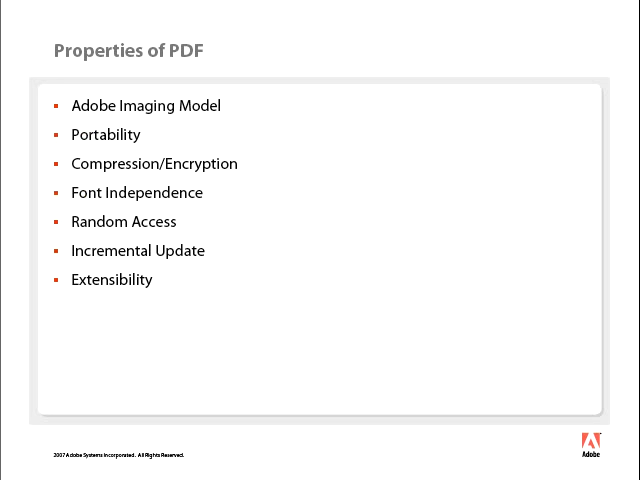 Properties of PDF
▪ Adobe Imaging Model
▪ Portability
▪ Compression/Encryption
▪ Font Independence
▪ Random Access
▪ Incremental Update
▪ Extensibility
2007 Adobe Systems Incorporated. All Rights Reserved.
Adobe